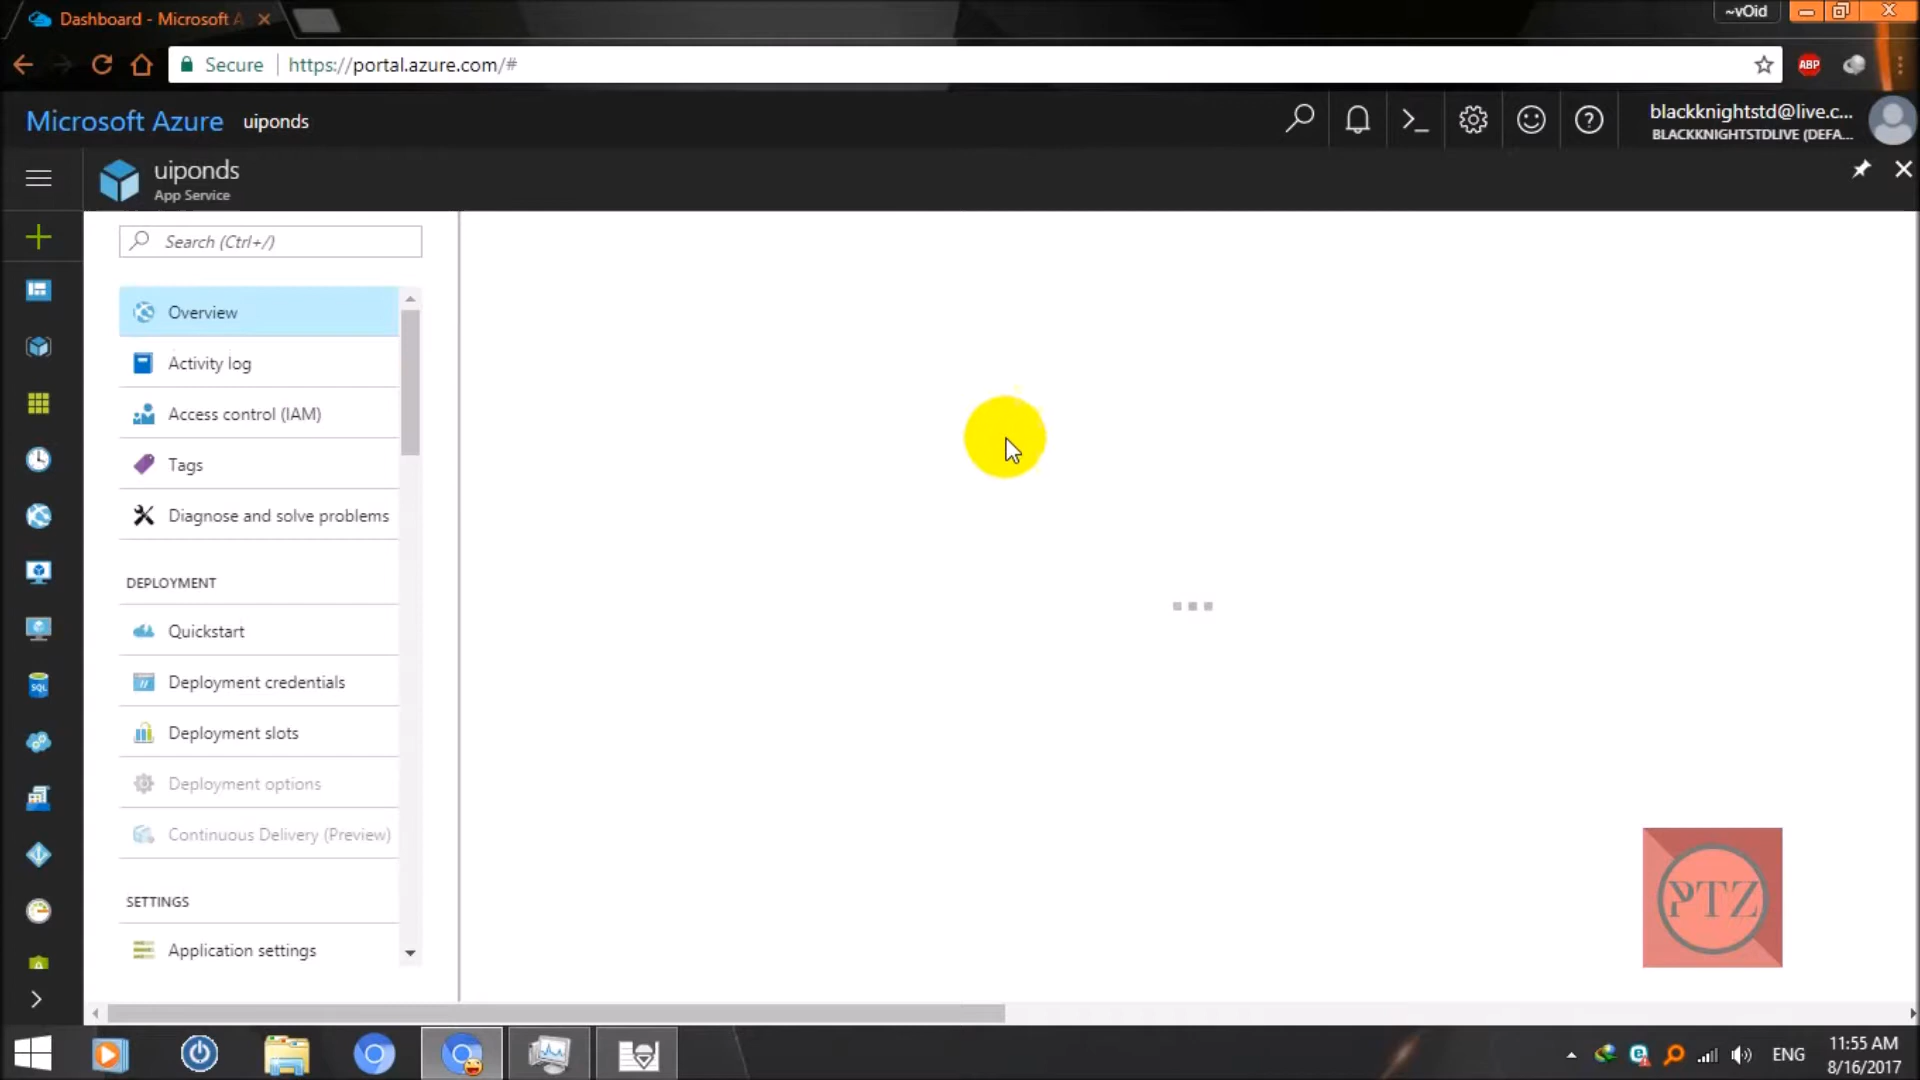 Dashboard - Microsoft A
~vOid
Secure
https://portal.azure.com/#
ABP
Microsoft Azure
uiponds
blackknightstd@live.c...
BLACKKNIGHTSTDLIVE (DEFA...
uiponds
App Service
Search (Ctrl+/)
Overview
Activity log
Access control (IAM)
Tags
Diagnose and solve problems
DEPLOYMENT
Quickstart
Deployment credentials
Deployment slots
Deployment options
Continuous Delivery (Preview)
SETTINGS
Application settings
SQL
PTZ
ENG
11:55 AM
8/16/2017